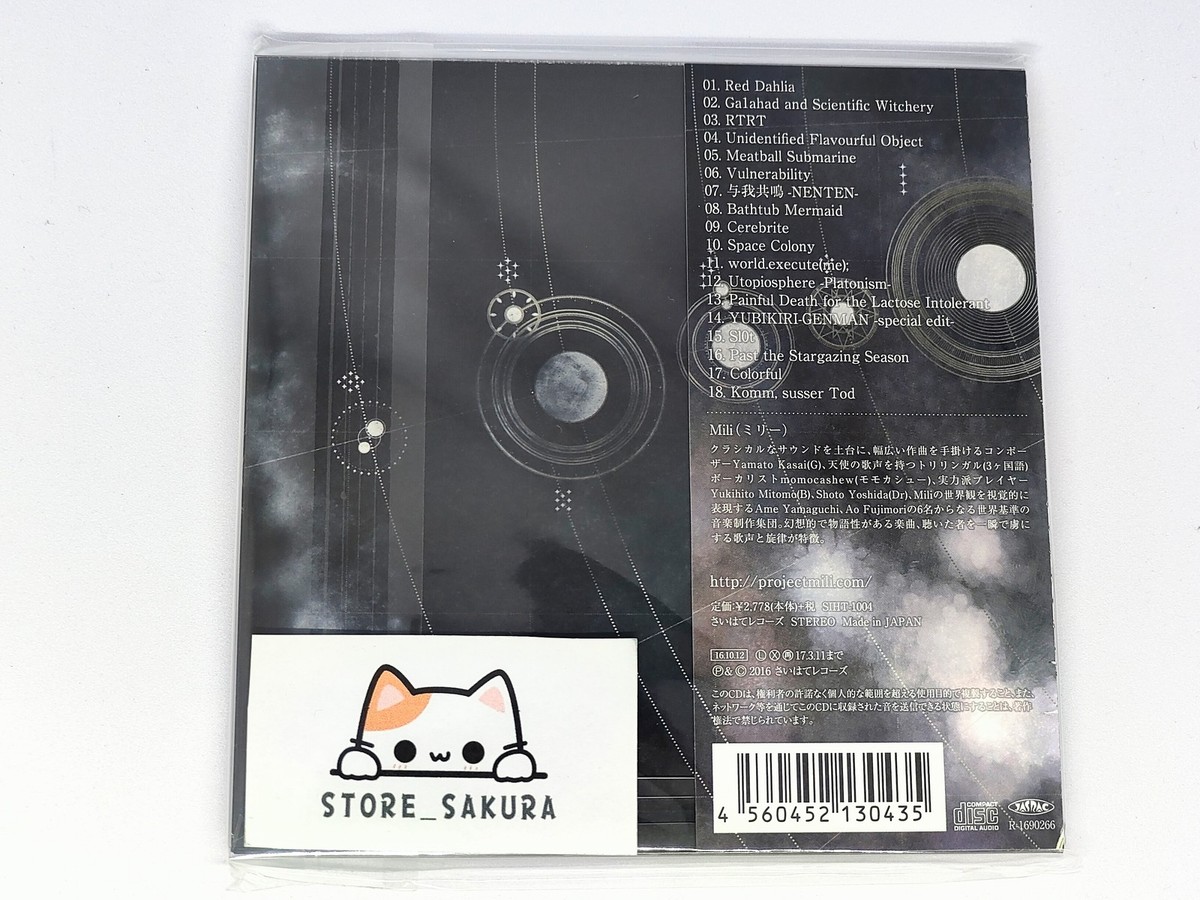 01. Red Dahlia
02. Ga1ahad and Scientific Witchery
03. RTRT
04. Unidentified Flavourful Object
05. Meatball Submarine
06. Vulnerability
07. 与我共鳴 -NENTEN-
08. Bathtub Mermaid
09. Cerebrite
10. Space Colony
11. world.execute(me);
12. Utopiosphere -Platonism-
13. Painful Death for the Lactose Intolerant
14. YUBIKIRI-GENMAN -special edit-
15. Sl0t
16. Past the Stargazing Season
17. Colorful
18. Komm, susser Tod
Mili(ミリー)
クラシカルなサウンドを土台に、幅広い作曲を手掛けるコンポー
ザーYamato Kasai(G)、天使の歌声を持つトリリンガル(3ヶ国語)
ボーカリストmomocashew(モモカシュー)、実力派プレイヤー
Yukihito Mitomo(B)、Shoto Yoshida(Dr)、Miliの世界観を視覚的に
表現するAme Yamaguchi、Ao Fujimoriの6名からなる世界基準の
音楽制作集団。幻想的で物語性がある楽曲、聴いた者を一瞬で虜に
する歌声と旋律が特徴。
http://projectmili.com/
定価:¥2,778(本体)+税 SIHT-1004
さいはてレコーズ STEREO Made in JAPAN
16.10.12 Ⓛ Ⓧ ㊥17.3.11まで
Ⓟ&© 2016 さいはてレコーズ
このCDは、権利者の許諾なく個人的な範囲を超える使用目的で複製すること、また、
ネットワーク等を通じてこのCDに収録された音を送信できる状態にすることは、著作
権法で禁じられています。
4 560452 130435
COMPACT disc DIGITAL AUDIO
JASRAC
R-1690266
STORE_SAKURA